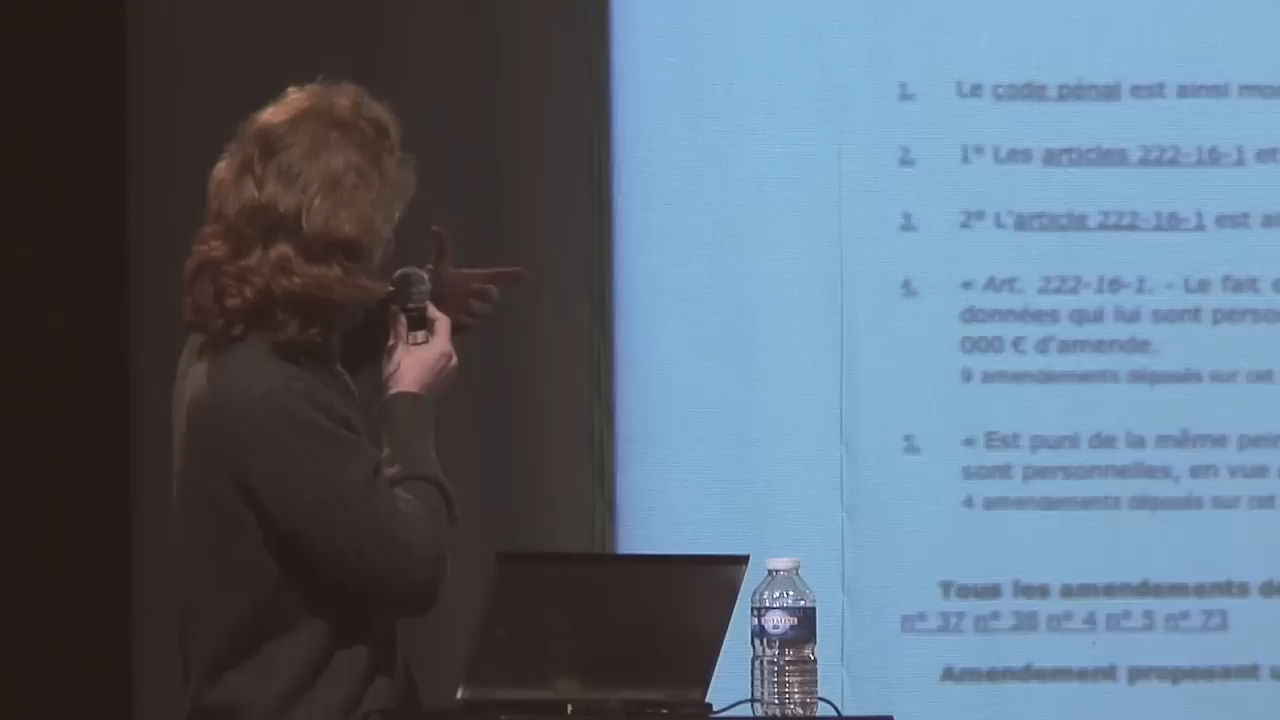 1. Le code pénal est ainsi mo
2. 1° Les articles 222-16-1 et
3. 2° L'article 222-16-1 est a
4. « Art. 222-16-1. - Le fait d
données qui lui sont perso
000 € d'amende.
9 amendements déposés sur cet
5. « Est puni de la même pein
sont personnelles, en vue
4 amendements déposés sur cet
Tous les amendements de
n° 37 n° 38 n° 4 n° 5 n° 73
Amendement proposant u
CRISTALINE